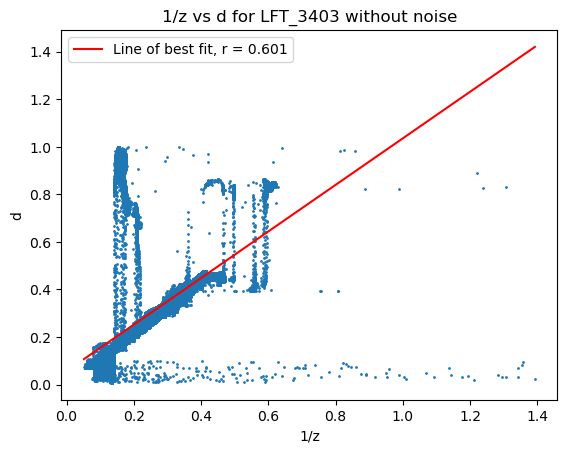 1/z vs d for LFT_3403 without noise
Line of best fit, r = 0.601
1.4
1.2
1.0
0.8
0.6
0.4
0.2
0.0
d
0.0 0.2 0.4 0.6 0.8 1.0 1.2 1.4
1/z